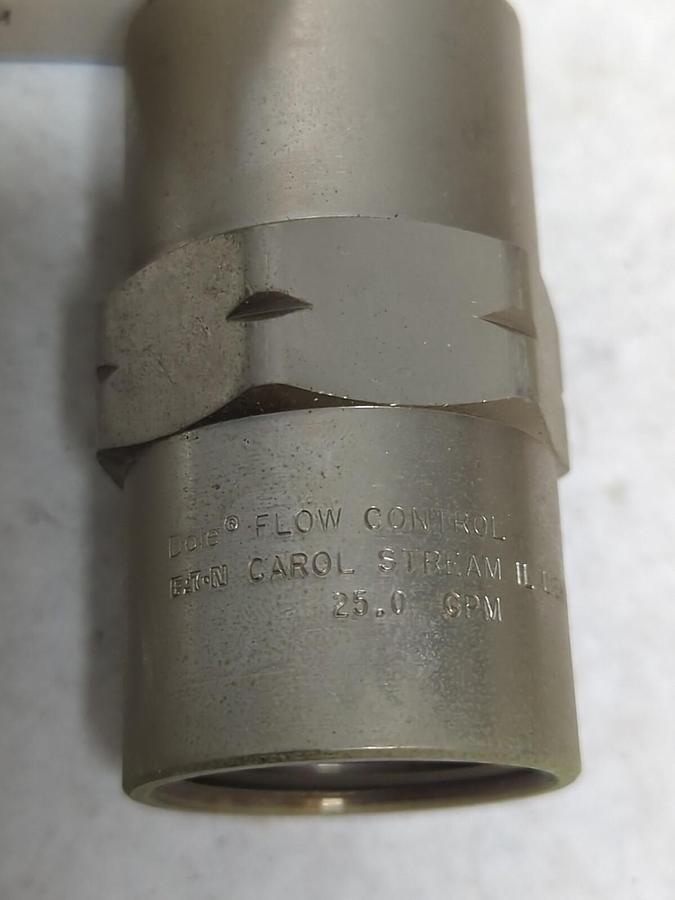 Dole® FLOW CONTROL
E·T·N CAROL STREAM IL
25.0 GPM